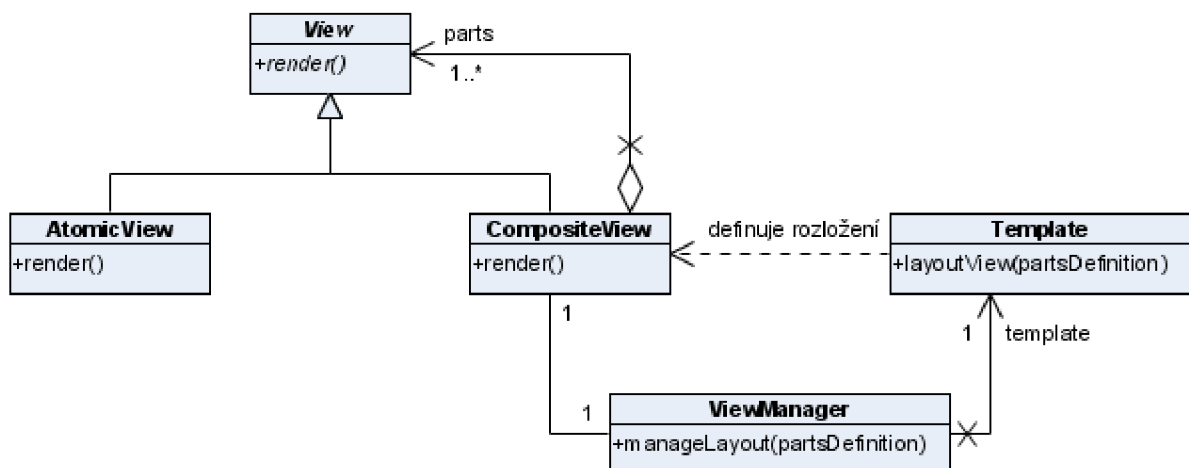 View
+render()
parts
1..*
AtomicView
+render()
CompositeView
+render()
definuje rozložení
Template
+layoutView(partsDefinition)
1
1
template
1
ViewManager
+manageLayout(partsDefinition)